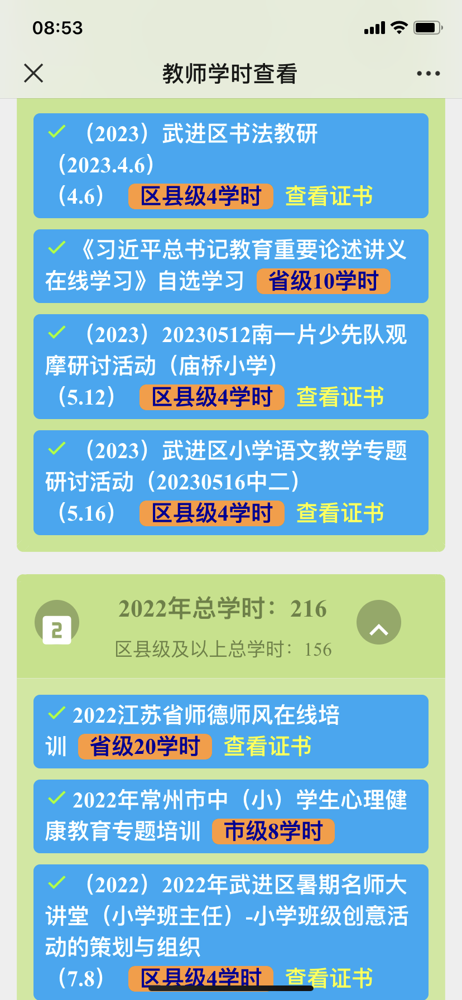 08:53
教师学时查看
（2023）武进区书法教研
（2023.4.6）
（4.6） 区县级4学时 查看证书
《习近平总书记教育重要论述讲义
在线学习》自选学习 省级10学时
（2023）20230512南一片少先队观
摩研讨活动（庙桥小学）
（5.12） 区县级4学时 查看证书
（2023）武进区小学语文教学专题
研讨活动（20230516中二）
（5.16） 区县级4学时 查看证书
2022年总学时：216
2
区县级及以上总学时：156
2022江苏省师德师风在线培
训 省级20学时 查看证书
2022年常州市中（小）学生心理健
康教育专题培训 市级8学时
（2022）2022年武进区暑期名师大
讲堂（小学班主任）-小学班级创意活
动的策划与组织
（7.8） 区县级4学时 查看证书